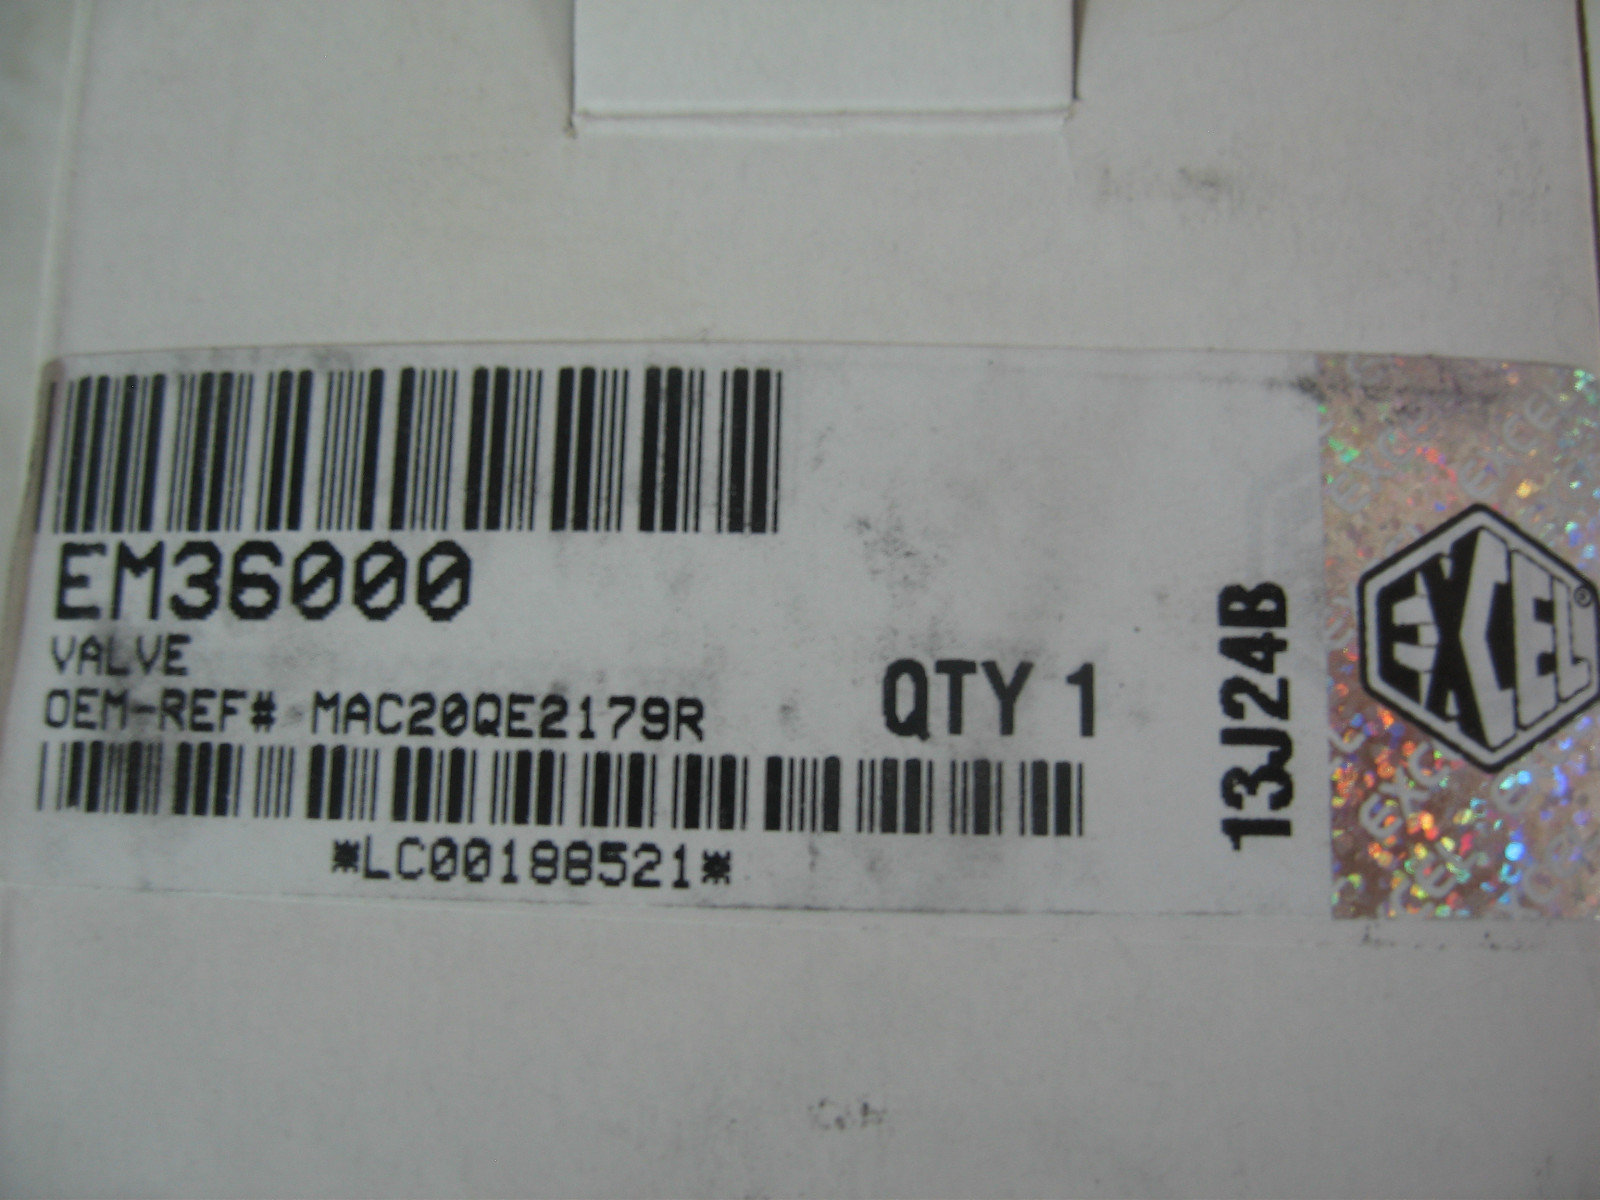 EM36000
VALVE
OEM-REF# MAC20QE2179R
QTY 1
*LC00188521*
13J24B
EXCEL®